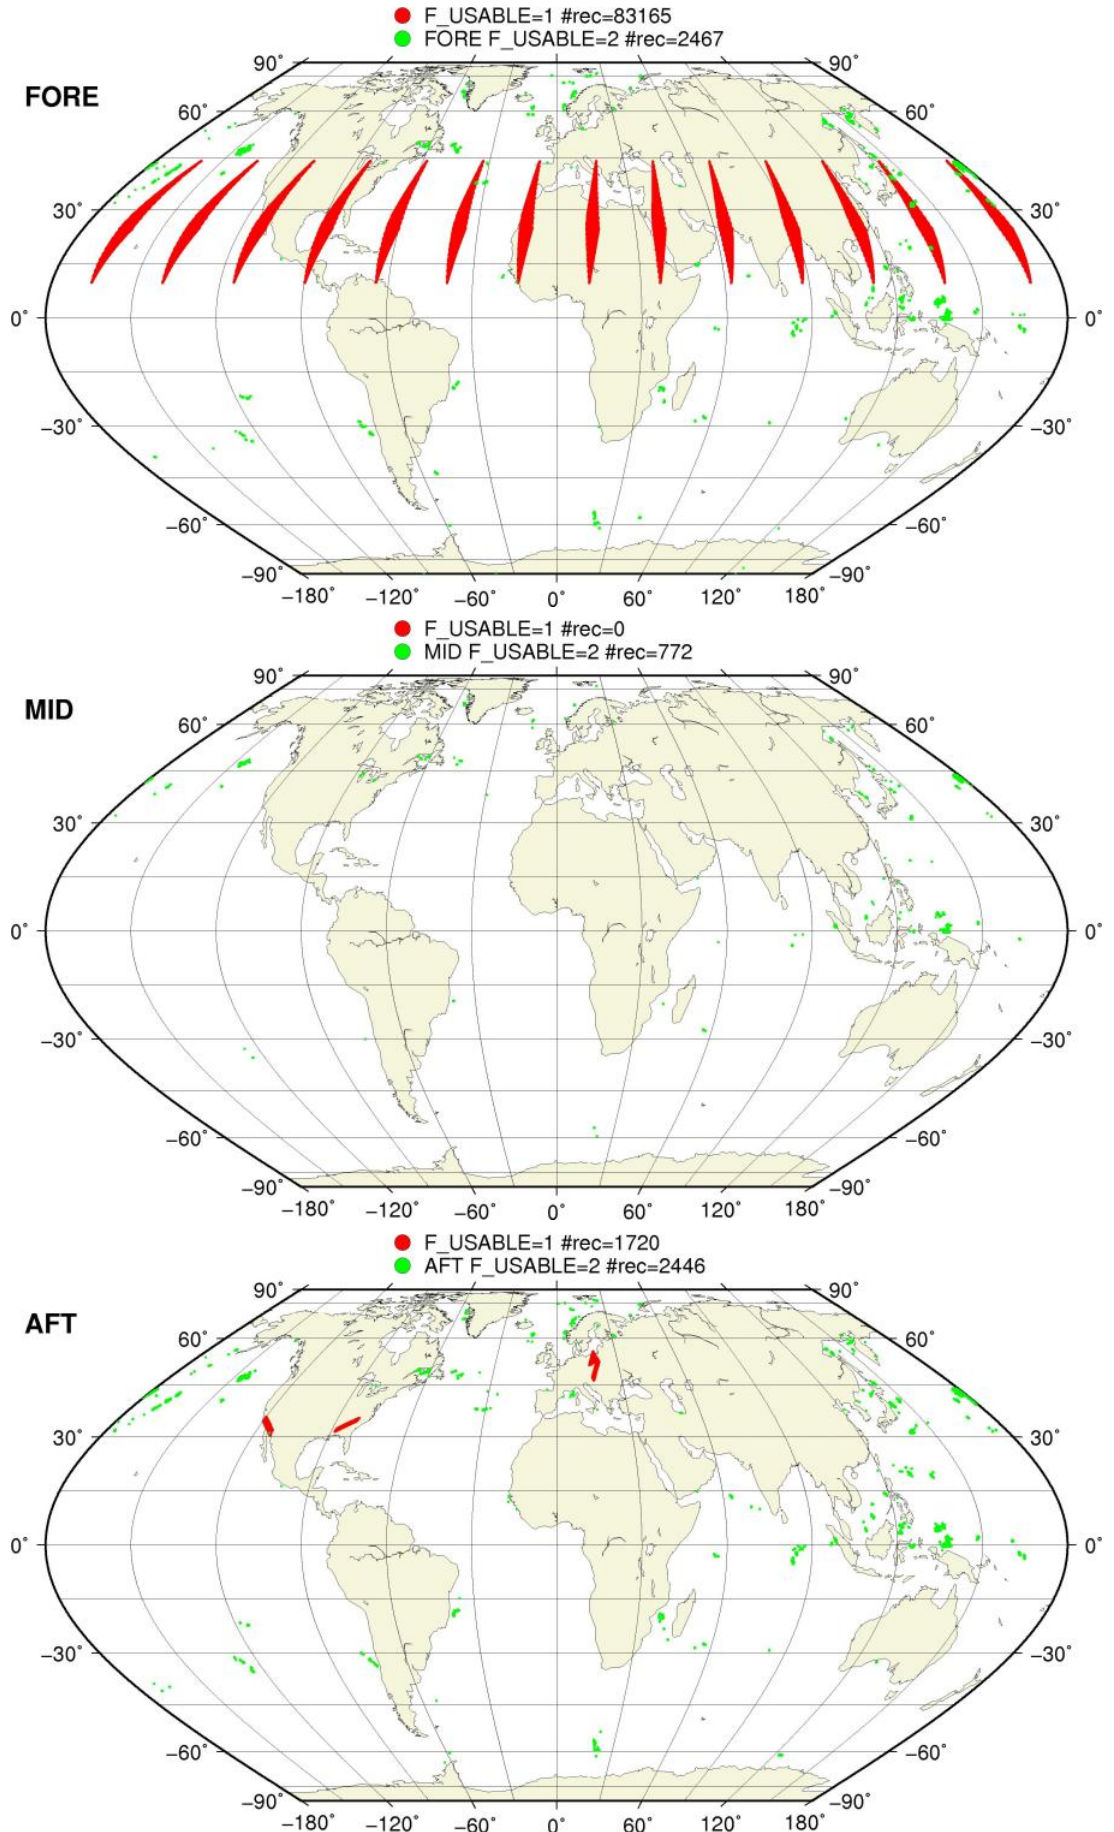 F_USABLE=1 #rec=83165
FORE F_USABLE=2 #rec=2467
FORE
90° 90°
60° 60°
30° 30°
0° 0°
−30° −30°
−60° −60°
−90° −90°
−180° −120° −60° 0° 60° 120° 180°
F_USABLE=1 #rec=0
MID F_USABLE=2 #rec=772
MID
90° 90°
60° 60°
30° 30°
0° 0°
−30° −30°
−60° −60°
−90° −90°
−180° −120° −60° 0° 60° 120° 180°
F_USABLE=1 #rec=1720
AFT F_USABLE=2 #rec=2446
AFT
90° 90°
60° 60°
30° 30°
0° 0°
−30° −30°
−60° −60°
−90° −90°
−180° −120° −60° 0° 60° 120° 180°